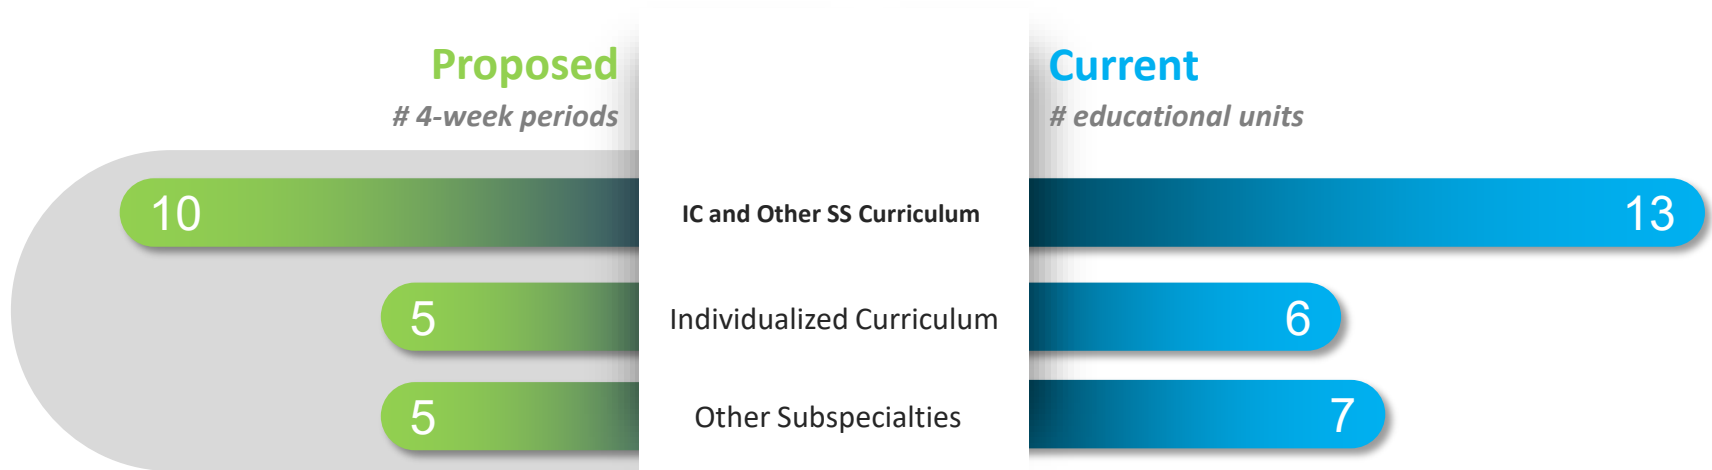 Proposed
# 4-week periods
Current
# educational units
10
IC and Other SS Curriculum
13
5
Individualized Curriculum
6
5
Other Subspecialties
7